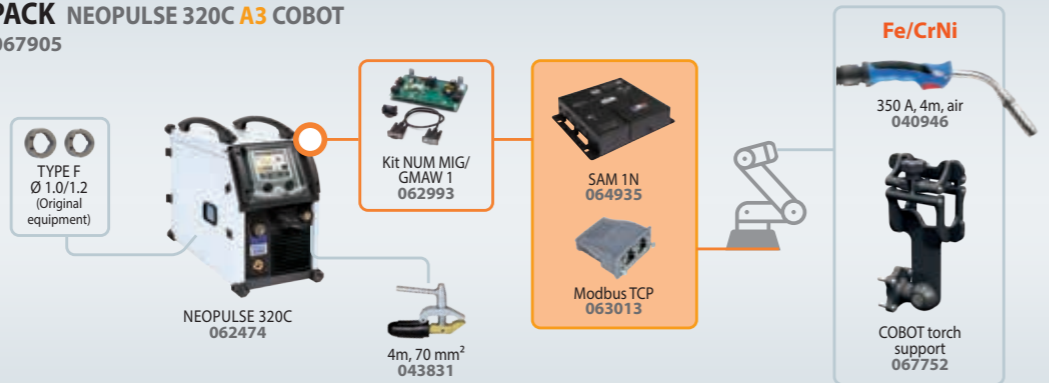 PACK NEOPULSE 320C A3 COBOT
067905
Fe/CrNi
350 A, 4m, air
040946
TYPE F
Ø 1.0/1.2
(Original
equipment)
Kit NUM MIG/
GMAW 1
062993
SAM 1N
064935
Modbus TCP
063013
NEOPULSE 320C
062474
4m, 70 mm²
043831
COBOT torch
support
067752